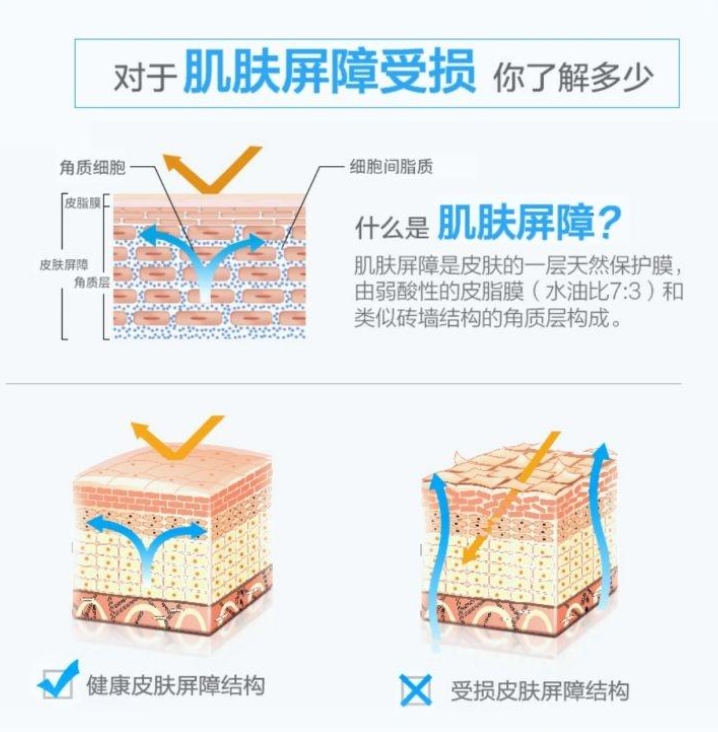 对于肌肤屏障受损 你了解多少
角质细胞
细胞间脂质
皮脂膜
皮肤屏障
角质层
什么是 肌肤屏障?
肌肤屏障是皮肤的一层天然保护膜，
由弱酸性的皮脂膜（水油比7:3）和
类似砖墙结构的角质层构成。
健康皮肤屏障结构
受损皮肤屏障结构